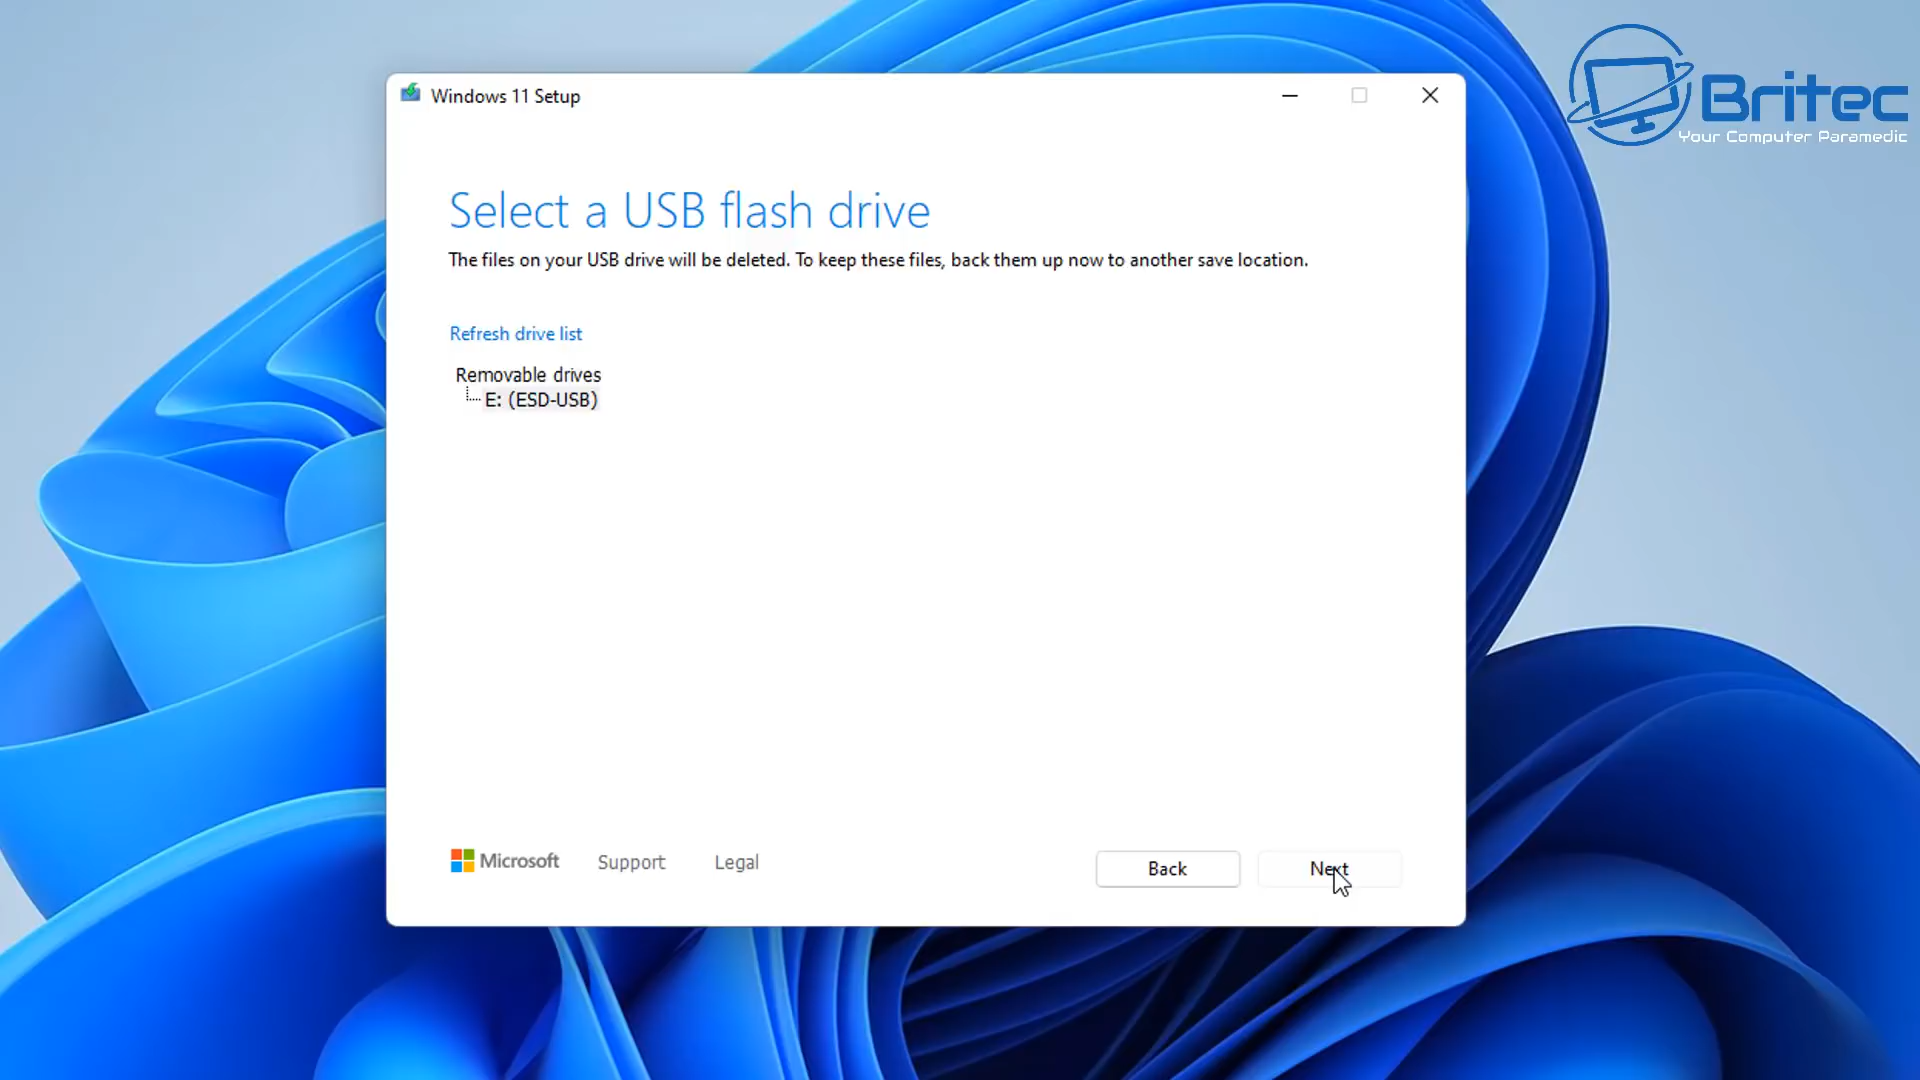 Windows 11 Setup
Britec
Your Computer Paramedic
Select a USB flash drive
The files on your USB drive will be deleted. To keep these files, back them up now to another save location.
Refresh drive list
Removable drives
E: (ESD-USB)
Microsoft Support Legal Back Next